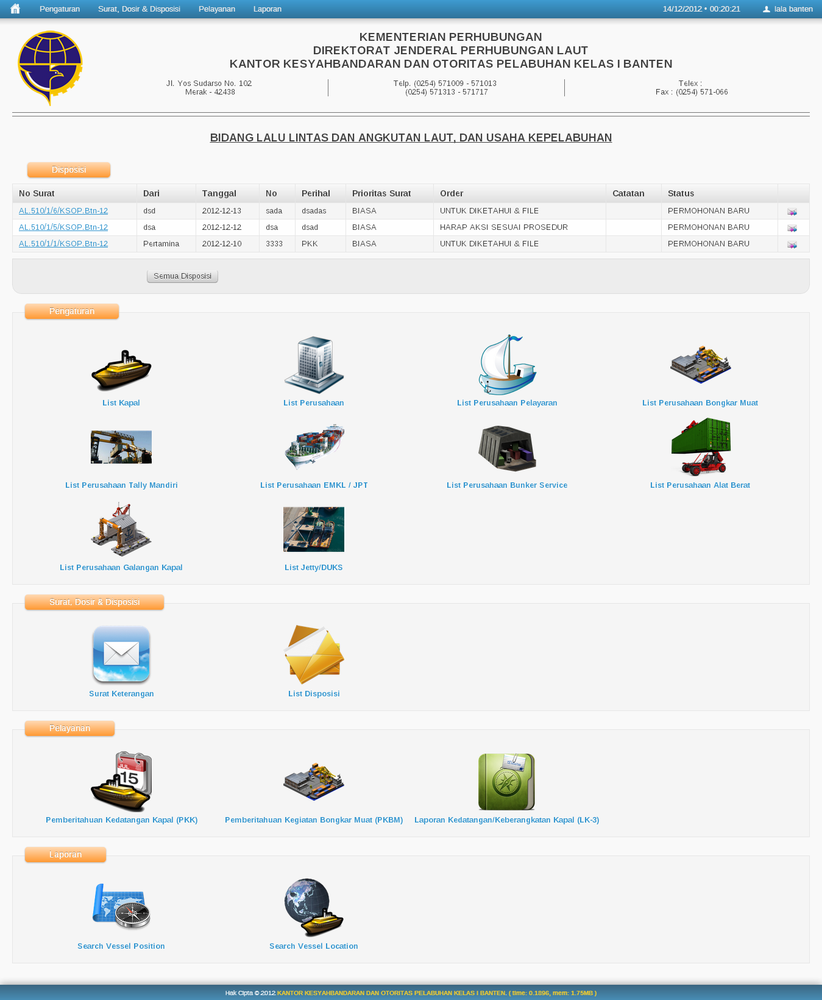 Pengaturan Surat, Dosir & Disposisi Pelayanan Laporan 14/12/2012 • 00:20:21 lala banten
KEMENTERIAN PERHUBUNGAN
DIREKTORAT JENDERAL PERHUBUNGAN LAUT
KANTOR KESYAHBANDARAN DAN OTORITAS PELABUHAN KELAS I BANTEN
Jl. Yos Sudarso No. 102 Telp. (0254) 571009 - 571013 Telex :
Merak - 42438 (0254) 571313 - 571717 Fax : (0254) 571-066
BIDANG LALU LINTAS DAN ANGKUTAN LAUT, DAN USAHA KEPELABUHAN
Disposisi
No Surat Dari Tanggal No Perihal Prioritas Surat Order Catatan Status
AL.510/1/6/KSOP.Btn-12 dsd 2012-12-13 sada dsadas BIASA UNTUK DIKETAHUI & FILE PERMOHONAN BARU
AL.510/1/5/KSOP.Btn-12 dsa 2012-12-12 dsa dsad BIASA HARAP AKSI SESUAI PROSEDUR PERMOHONAN BARU
AL.510/1/1/KSOP.Btn-12 Pertamina 2012-12-10 3333 PKK BIASA UNTUK DIKETAHUI & FILE PERMOHONAN BARU
Semua Disposisi
Pengaturan
List Kapal List Perusahaan List Perusahaan Pelayaran List Perusahaan Bongkar Muat
List Perusahaan Tally Mandiri List Perusahaan EMKL / JPT List Perusahaan Bunker Service List Perusahaan Alat Berat
List Perusahaan Galangan Kapal List Jetty/DUKS
Surat, Dosir & Disposisi
Surat Keterangan List Disposisi
Pelayanan
JUL
15
Pemberitahuan Kedatangan Kapal (PKK) Pemberitahuan Kegiatan Bongkar Muat (PKBM) Laporan Kedatangan/Keberangkatan Kapal (LK-3)
Laporan
Search Vessel Position Search Vessel Location
Hak Cipta © 2012 KANTOR KESYAHBANDARAN DAN OTORITAS PELABUHAN KELAS I BANTEN. ( time: 0.1896, mem: 1.75MB )